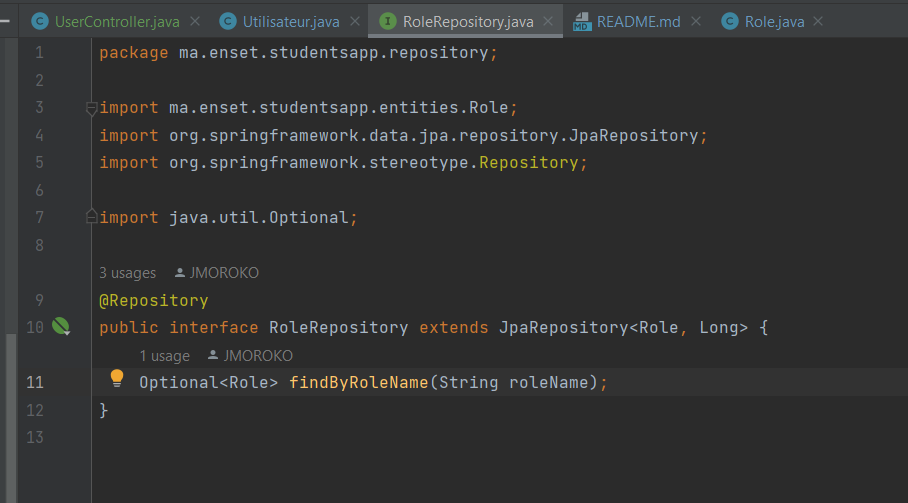 UserController.java Utilisateur.java RoleRepository.java README.md Role.java
1 package ma.enset.studentsapp.repository;
2
3 import ma.enset.studentsapp.entities.Role;
4 import org.springframework.data.jpa.repository.JpaRepository;
5 import org.springframework.stereotype.Repository;
6
7 import java.util.Optional;
8
3 usages JMOROKO
9 @Repository
10 public interface RoleRepository extends JpaRepository<Role, Long> {
1 usage JMOROKO
11 Optional<Role> findByRoleName(String roleName);
12 }
13